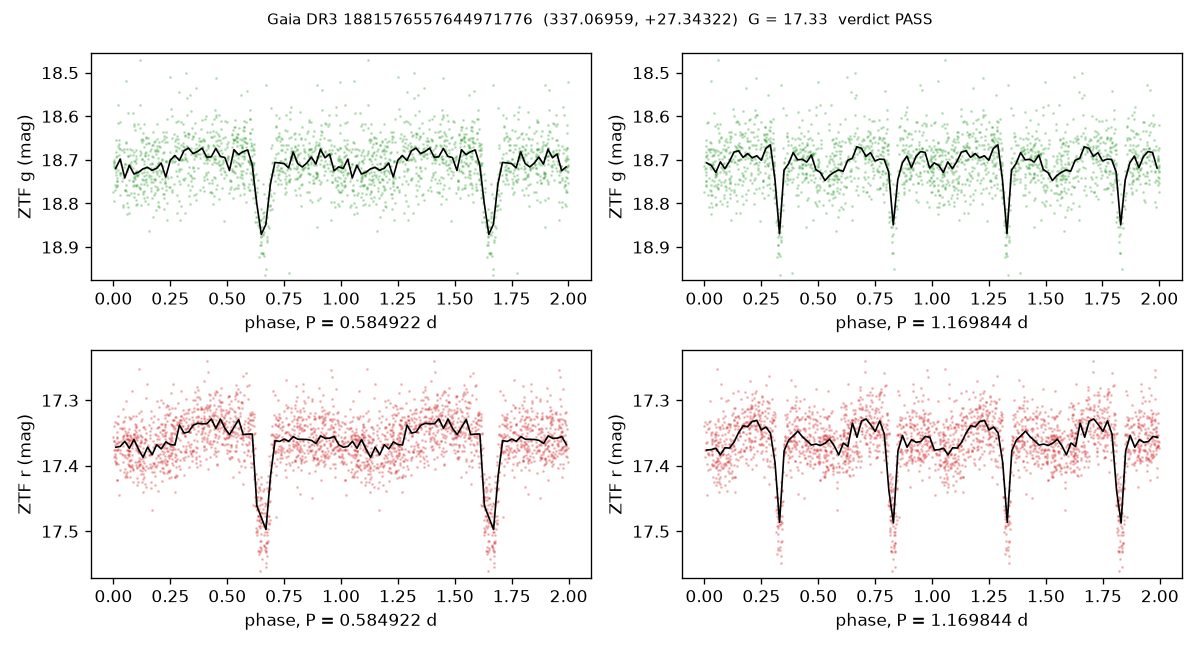 Gaia DR3 1881576557644971776 (337.06959, +27.34322) G = 17.33 verdict PASS
ZTF g (mag)
18.5
18.6
18.7
18.8
18.9
0.00 0.25 0.50 0.75 1.00 1.25 1.50 1.75 2.00
phase, P = 0.584922 d
ZTF g (mag)
18.5
18.6
18.7
18.8
18.9
0.00 0.25 0.50 0.75 1.00 1.25 1.50 1.75 2.00
phase, P = 1.169844 d
ZTF r (mag)
17.3
17.4
17.5
0.00 0.25 0.50 0.75 1.00 1.25 1.50 1.75 2.00
phase, P = 0.584922 d
ZTF r (mag)
17.3
17.4
17.5
0.00 0.25 0.50 0.75 1.00 1.25 1.50 1.75 2.00
phase, P = 1.169844 d